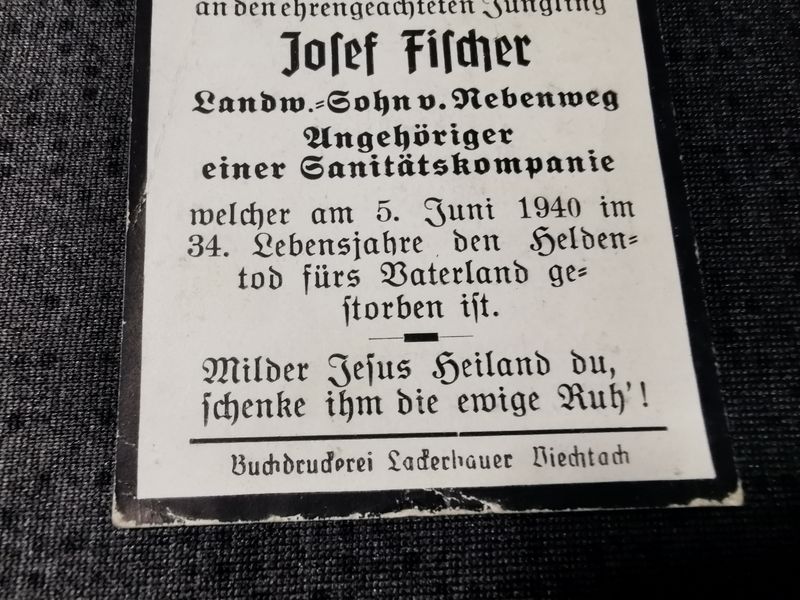 an den ehrengeachteten Jüngling
Josef Fischer
Landw.=Sohn v. Rebenweg
Angehöriger
einer Sanitätskompanie
welcher am 5. Juni 1940 im
34. Lebensjahre den Helden=
tod fürs Vaterland ge=
storben ist.
Milder Jesus Heiland du,
schenke ihm die ewige Ruh'!
Buchdruckerei Lackerbauer Viechtach